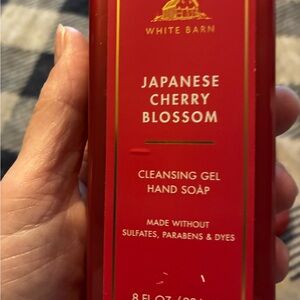 WHITE BARN
JAPANESE
CHERRY
BLOSSOM
CLEANSING GEL
HAND SOAP
MADE WITHOUT
SULFATES, PARABENS & DYES
8 FL OZ